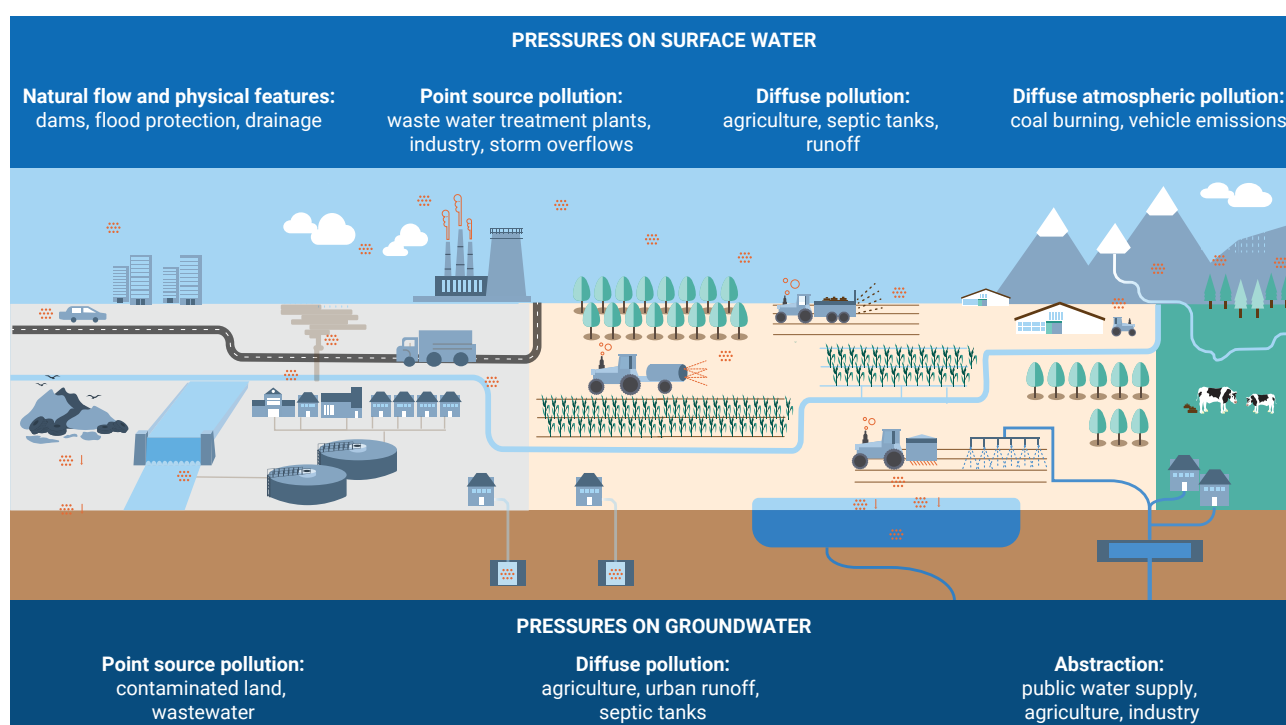 PRESSURES ON SURFACE WATER
Natural flow and physical features:
dams, flood protection, drainage
Point source pollution:
waste water treatment plants,
industry, storm overflows
Diffuse pollution:
agriculture, septic tanks,
runoff
Diffuse atmospheric pollution:
coal burning, vehicle emissions
PRESSURES ON GROUNDWATER
Point source pollution:
contaminated land,
wastewater
Diffuse pollution:
agriculture, urban runoff,
septic tanks
Abstraction:
public water supply,
agriculture, industry